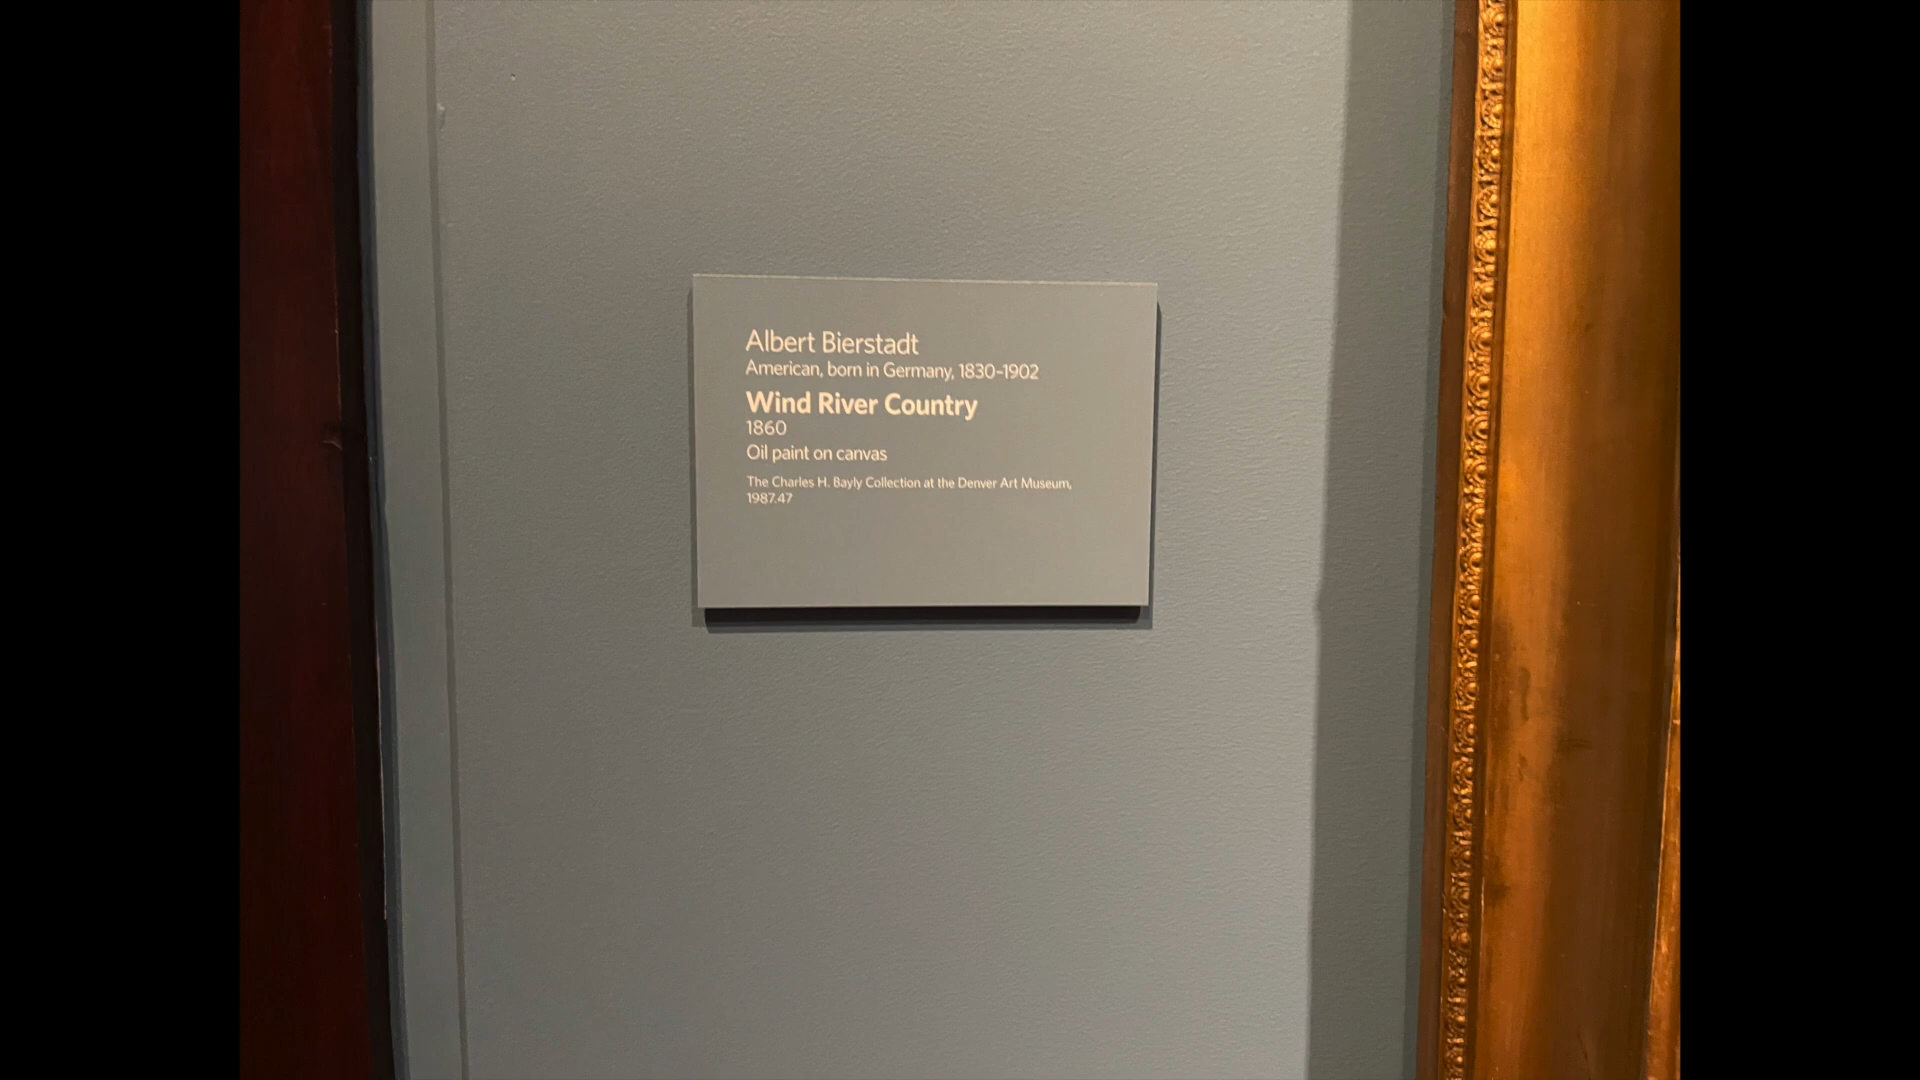 Albert Bierstadt
American, born in Germany, 1830–1902
Wind River Country
1860
Oil paint on canvas
The Charles H. Bayly Collection at the Denver Art Museum,
1987.47